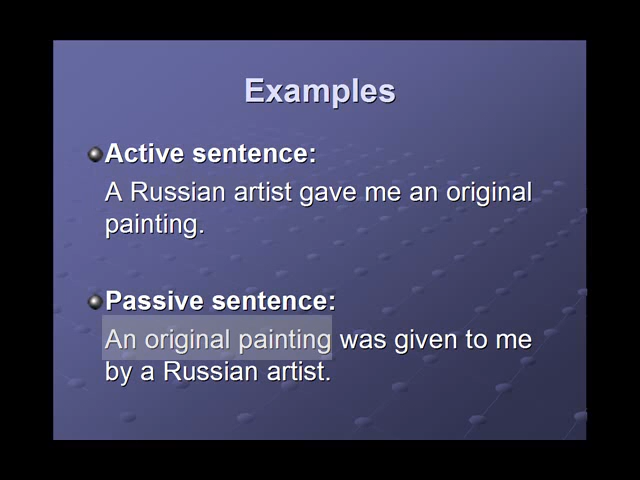 Examples
Active sentence:
A Russian artist gave me an original
painting.
Passive sentence:
An original painting was given to me
by a Russian artist.